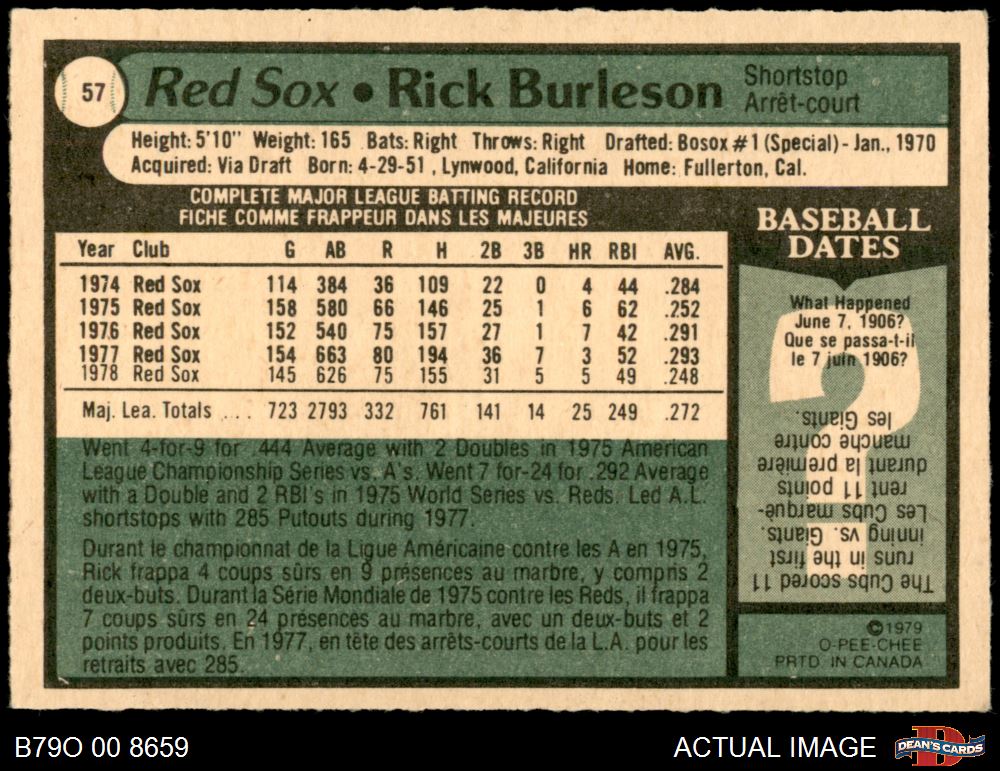 57
Red Sox • Rick Burleson
Shortstop
Arrêt-court
Height: 5'10" Weight: 165 Bats: Right Throws: Right Drafted: Bosox #1 (Special) - Jan., 1970
Acquired: Via Draft Born: 4-29-51 , Lynwood, California Home: Fullerton, Cal.
COMPLETE MAJOR LEAGUE BATTING RECORD
FICHE COMME FRAPPEUR DANS LES MAJEURES
Year Club G AB R H 2B 3B HR RBI AVG.
1974 Red Sox 114 384 36 109 22 0 4 44 .284
1975 Red Sox 158 580 66 146 25 1 6 62 .252
1976 Red Sox 152 540 75 157 27 1 7 42 .291
1977 Red Sox 154 663 80 194 36 7 3 52 .293
1978 Red Sox 145 626 75 155 31 5 5 49 .248
Maj. Lea. Totals ... 723 2793 332 761 141 14 25 249 .272
Went 4-for-9 for .444 Average with 2 Doubles in 1975 American
League Championship Series vs. A's. Went 7 for-24 for .292 Average
with a Double and 2 RBI's in 1975 World Series vs. Reds. Led A.L.
shortstops with 285 Putouts during 1977.
Durant le championnat de la Ligue Américaine contre les A en 1975,
Rick frappa 4 coups sûrs en 9 présences au marbre, y compris 2
deux-buts. Durant la Série Mondiale de 1975 contre les Reds, il frappa
7 coups sûrs en 24 présences au marbre, avec un deux-buts et 2
points produits. En 1977, en tête des arrêts-courts de la L.A. pour les
retraits avec 285.
BASEBALL
DATES
What Happened
June 7, 1906?
Que se passa-t-il
le 7 juin 1906?
The Cubs scored 11
runs in the first
inning vs. Giants.
Les Cubs marquè-
rent 11 points
durant la première
manche contre
les Giants.
©1979
O-PEE-CHEE
PRTD IN CANADA
B79O 00 8659
ACTUAL IMAGE
D
DEAN'S CARDS